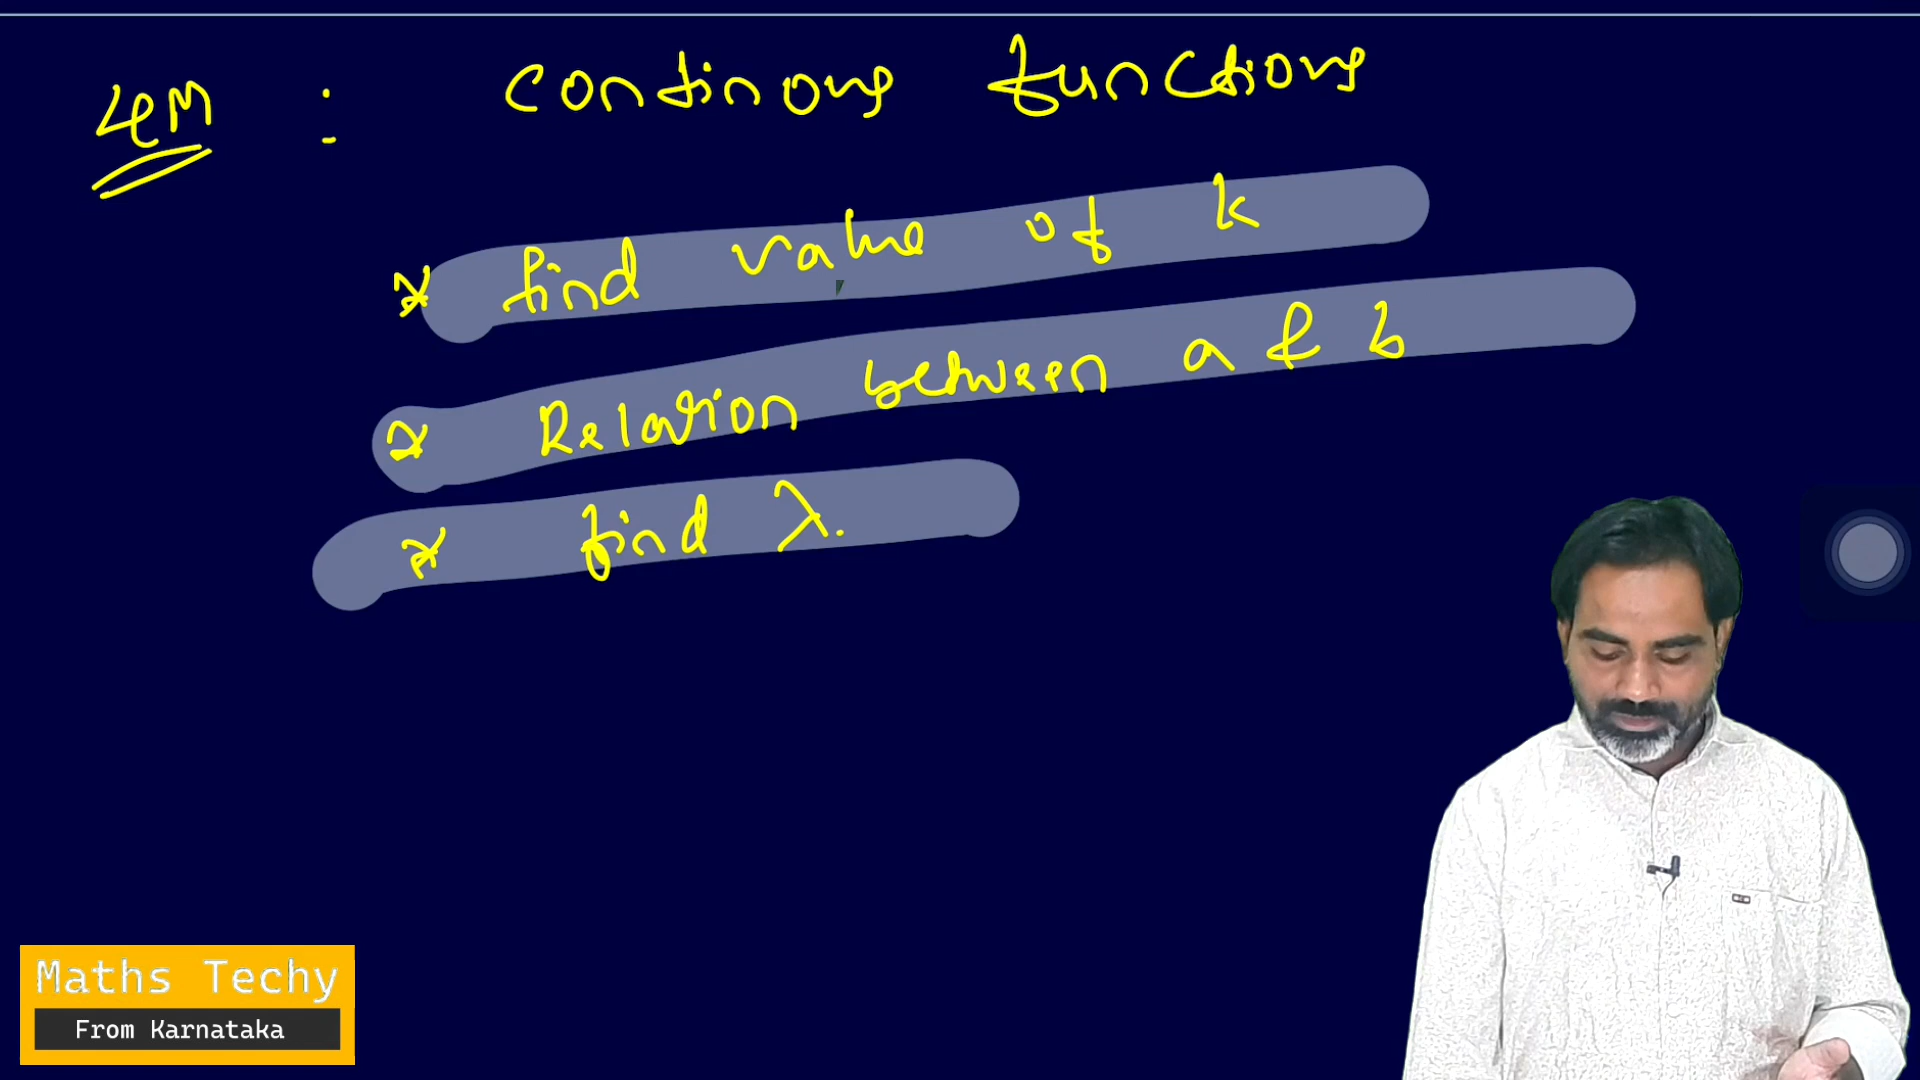 4M : continous functions
* find value of k
* Relation between a & b
* find λ.
Maths Techy
From Karnataka